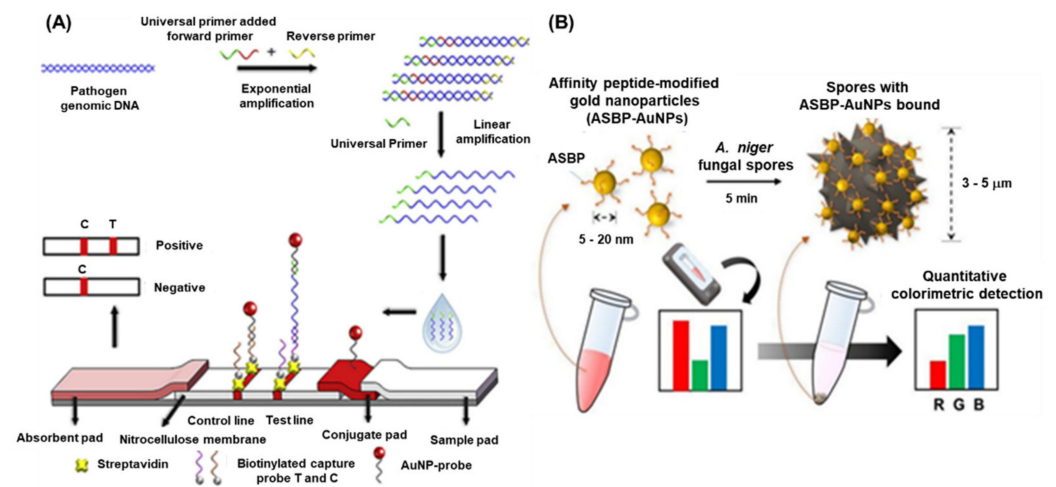 (A)
Universal primer added
forward primer
Reverse primer
+
Pathogen
genomic DNA
Exponential
amplification
Universal Primer
Linear
amplification
C T
Positive
C
Negative
Control line
Test line
Absorbent pad
Nitrocellulose membrane
Conjugate pad
Sample pad
Streptavidin
Biotinylated capture
probe T and C
AuNP-probe
(B)
Affinity peptide-modified
gold nanoparticles
(ASBP-AuNPs)
Spores with
ASBP-AuNPs bound
ASBP
A. niger
fungal spores
5 min
5 - 20 nm
3 - 5 µm
Quantitative
colorimetric detection
R G B